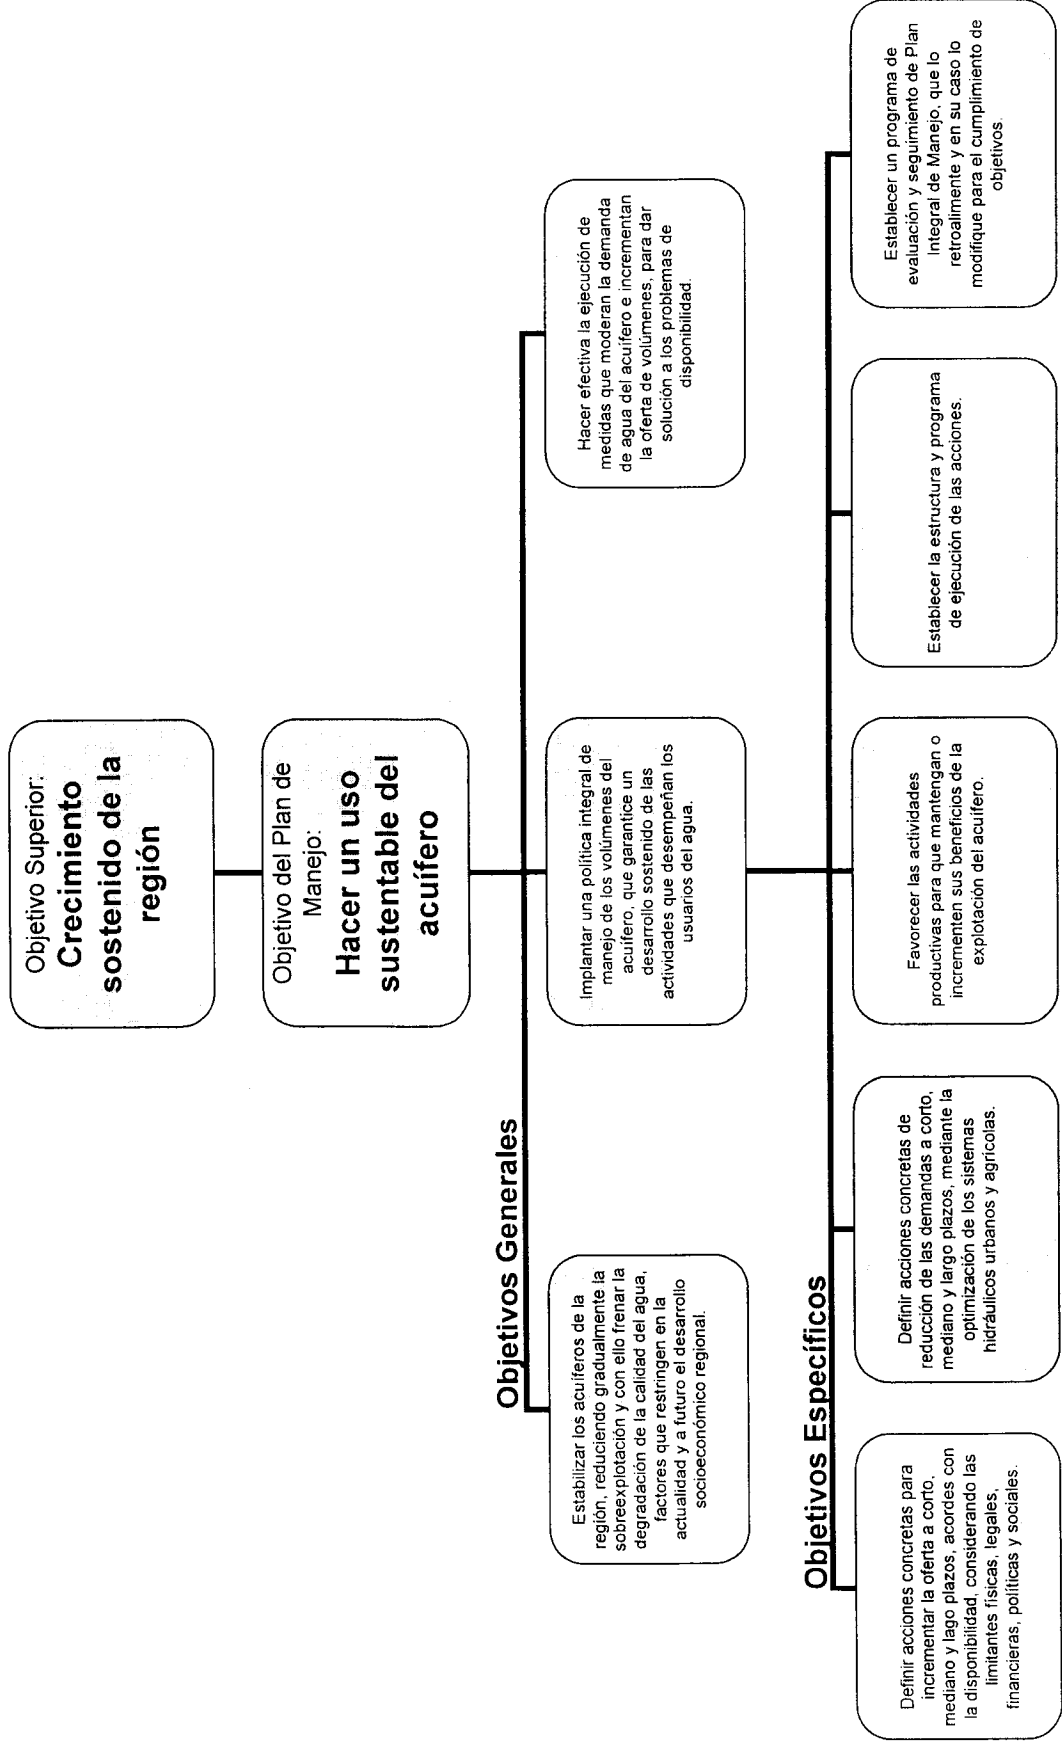 Objetivo Superior:
Crecimiento
sostenido de la
región
Objetivo del Plan de
Manejo:
Hacer un uso
sustentable del
acuífero
Objetivos Generales
Estabilizar los acuíferos de la
región, reduciendo gradualmente la
sobreexplotación y con ello frenar la
degradación de la calidad del agua,
factores que restringen en la
actualidad y a futuro el desarrollo
socioeconómico regional.
Implantar una política integral de
manejo de los volúmenes del
acuífero, que garantice un
desarrollo sostenido de las
actividades que desempeñan los
usuarios del agua.
Hacer efectiva la ejecución de
medidas que moderan la demanda
de agua del acuífero e incrementan
la oferta de volúmenes, para dar
solución a los problemas de
disponibilidad.
Objetivos Específicos
Definir acciones concretas para
incrementar la oferta a corto,
mediano y lago plazos, acordes con
la disponibilidad, considerando las
limitantes físicas, legales,
financieras, políticas y sociales.
Definir acciones concretas de
reducción de las demandas a corto,
mediano y largo plazos, mediante la
optimización de los sistemas
hidráulicos urbanos y agrícolas.
Favorecer las actividades
productivas para que mantengan o
incrementen sus beneficios de la
explotación del acuífero.
Establecer la estructura y programa
de ejecución de las acciones.
Establecer un programa de
evaluación y seguimiento de Plan
Integral de Manejo, que lo
retroalimente y en su caso lo
modifique para el cumplimiento de
objetivos.